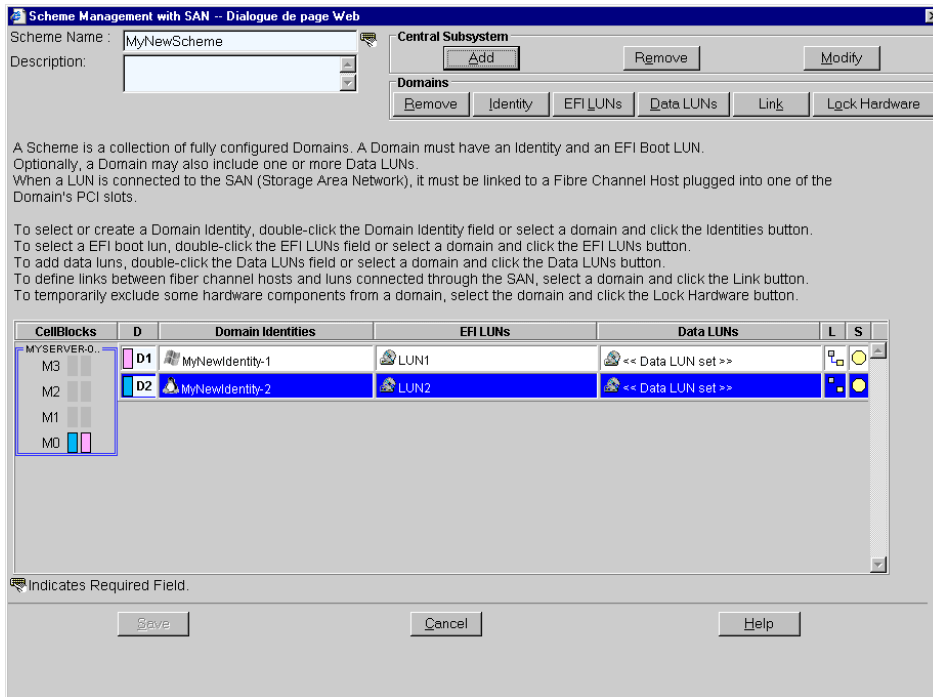 Scheme Management with SAN -- Dialogue de page Web
Scheme Name :
MyNewScheme
Description:
Central Subsystem
Add
Remove
Modify
Domains
Remove
Identity
EFI LUNs
Data LUNs
Link
Lock Hardware
A Scheme is a collection of fully configured Domains. A Domain must have an Identity and an EFI Boot LUN.
Optionally, a Domain may also include one or more Data LUNs.
When a LUN is connected to the SAN (Storage Area Network), it must be linked to a Fibre Channel Host plugged into one of the
Domain's PCI slots.
To select or create a Domain Identity, double-click the Domain Identity field or select a domain and click the Identities button.
To select a EFI boot lun, double-click the EFI LUNs field or select a domain and click the EFI LUNs button.
To add data luns, double-click the Data LUNs field or select a domain and click the Data LUNs button.
To define links between fiber channel hosts and luns connected through the SAN, select a domain and click the Link button.
To temporarily exclude some hardware components from a domain, select the domain and click the Lock Hardware button.
CellBlocks D Domain Identities EFI LUNs Data LUNs L S
MYSERVER-0..
M3
M2
M1
M0
D1 MyNewIdentity-1 LUN1 << Data LUN set >>
D2 MyNewIdentity-2 LUN2 << Data LUN set >>
Indicates Required Field.
Save
Cancel
Help